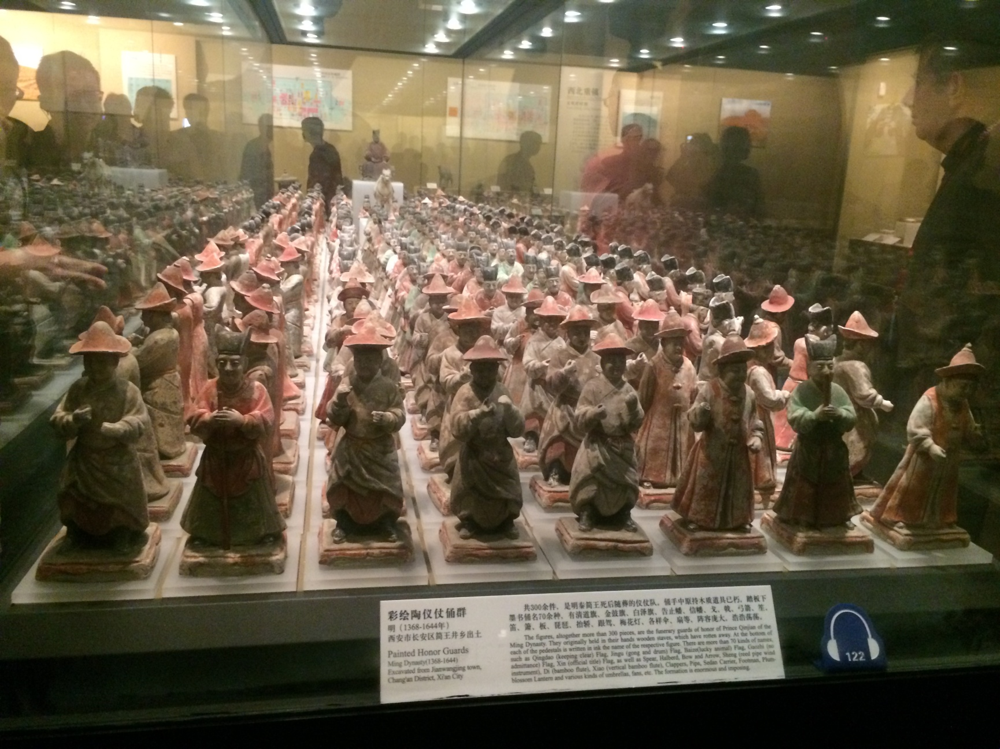 西北重镇
彩绘陶仪仗俑群
明（1368-1644年）
西安市长安区简王井乡出土
Painted Honor Guards
Ming Dynasty(1368-1644)
Excavated from Jianwangjing town,
Chang'an District, Xi'an City
共300余件，是明秦简王死后随葬的仪仗队。俑手中原持木质道具已朽，踏板下
墨书俑名70余种，有清道旗、金鼓旗、白泽旗、告止幡、信幡、戈、戟、弓箭、笙、
笛、箫、板、琵琶、抬轿、跟驾、梅花灯、各样伞、扇等，阵容庞大，浩浩荡荡。
The figures, altogether more than 300 pieces, are the funerary guards of honor of Prince Qinjian of the
Ming Dynasty. They originally held in their hands wooden staves, which have rotten away. At the bottom of
each of the pedestals is written in ink the name of the respective figure. There are more than 70 kinds of names,
such as Qingdao (keeping clear) Flag, Jingu (gong and drum) Flag, Baize(lucky animal) Flag, Gaozhi (no
admittance) Flag, Xin (official title) Flag, as well as Spear, Halberd, Bow and Arrow, Sheng (reed pipe wind
instrument), Di (bamboo flute), Xiao (vertical bamboo flute), Clappers, Pipa, Sedan Carrier, Footman, Plum-
blossom Lantern and various kinds of umbrellas, fans, etc. The formation is enormous and imposing.
122